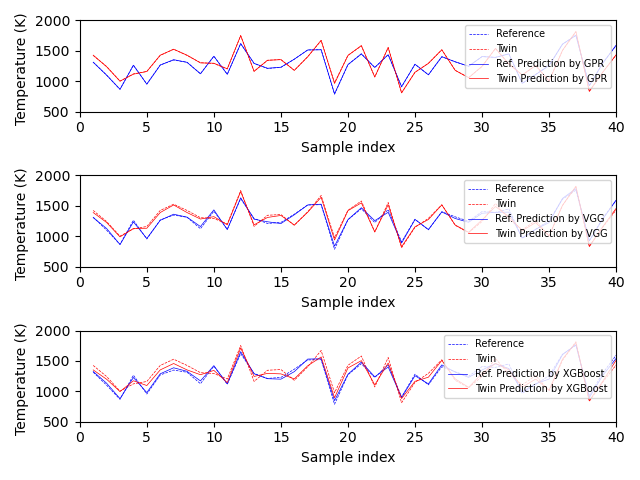 Temperature (K)
2000
1500
1000
500
0 5 10 15 20 25 30 35 40
Sample index
Reference
Twin
Ref. Prediction by GPR
Twin Prediction by GPR
Temperature (K)
2000
1500
1000
500
0 5 10 15 20 25 30 35 40
Sample index
Reference
Twin
Ref. Prediction by VGG
Twin Prediction by VGG
Temperature (K)
2000
1500
1000
500
0 5 10 15 20 25 30 35 40
Sample index
Reference
Twin
Ref. Prediction by XGBoost
Twin Prediction by XGBoost